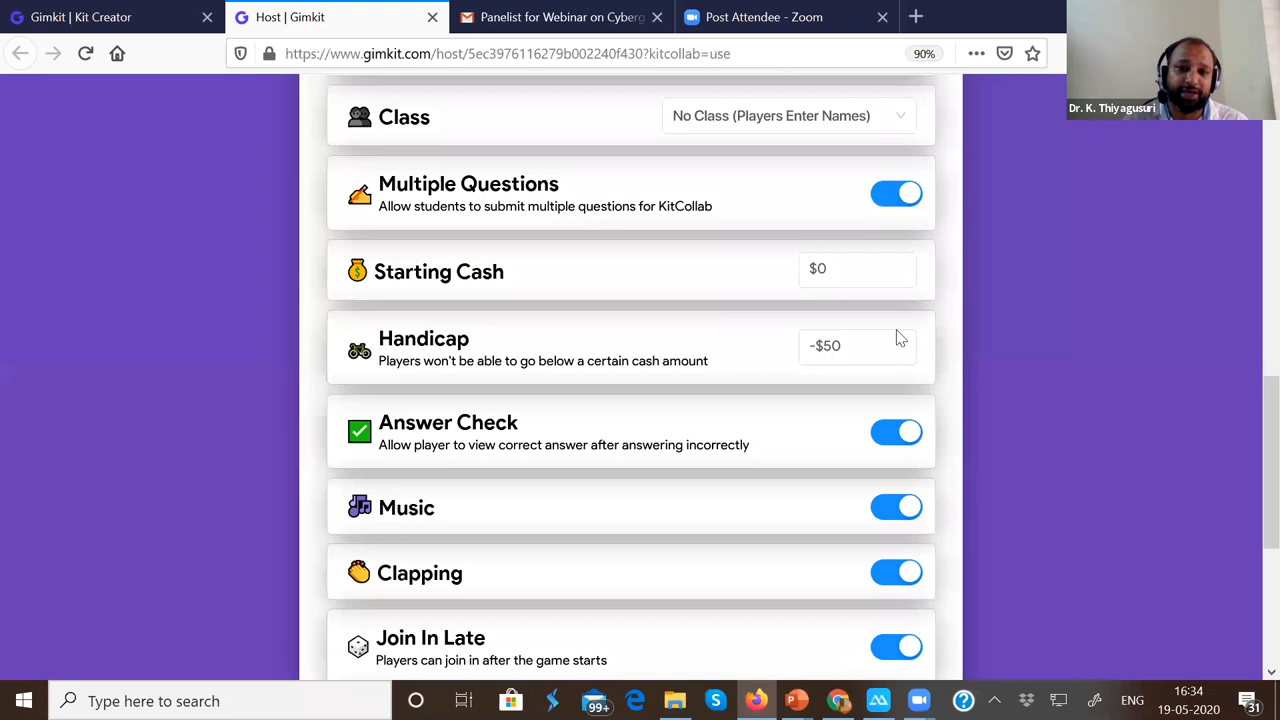 Gimkit | Kit Creator
Host | Gimkit
Panelist for Webinar on Cyberg
Post Attendee - Zoom
https://www.gimkit.com/host/5ec3976116279b002240f430?kitcollab=use
90%
Dr. K. Thiyagusuri
Class
No Class (Players Enter Names)
Multiple Questions
Allow students to submit multiple questions for KitCollab
Starting Cash
$0
Handicap
Players won't be able to go below a certain cash amount
-$50
Answer Check
Allow player to view correct answer after answering incorrectly
Music
Clapping
Join In Late
Players can join in after the game starts
Type here to search
99+
ENG
16:34
19-05-2020
31